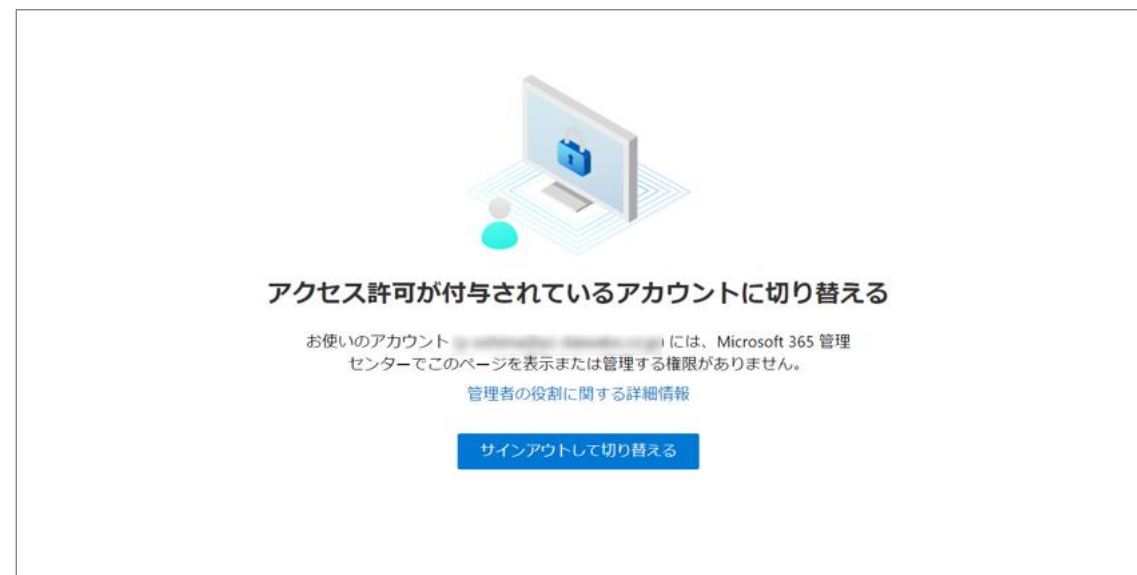 アクセス許可が付与されているアカウントに切り替える
お使いのアカウント には、Microsoft 365 管理
センターでこのページを表示または管理する権限がありません。
管理者の役割に関する詳細情報
サインアウトして切り替える